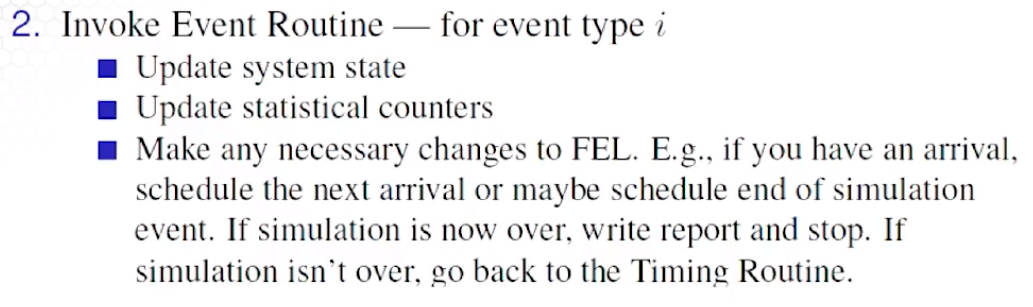 2. Invoke Event Routine — for event type i
■ Update system state
■ Update statistical counters
■ Make any necessary changes to FEL. E.g., if you have an arrival,
schedule the next arrival or maybe schedule end of simulation
event. If simulation is now over, write report and stop. If
simulation isn't over, go back to the Timing Routine.